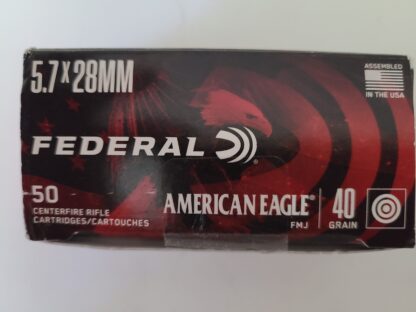 5.7x28MM
ASSEMBLED
IN THE USA
FEDERAL®
50
CENTERFIRE RIFLE
CARTRIDGES/CARTOUCHES
AMERICAN EAGLE®
FMJ
40
GRAIN